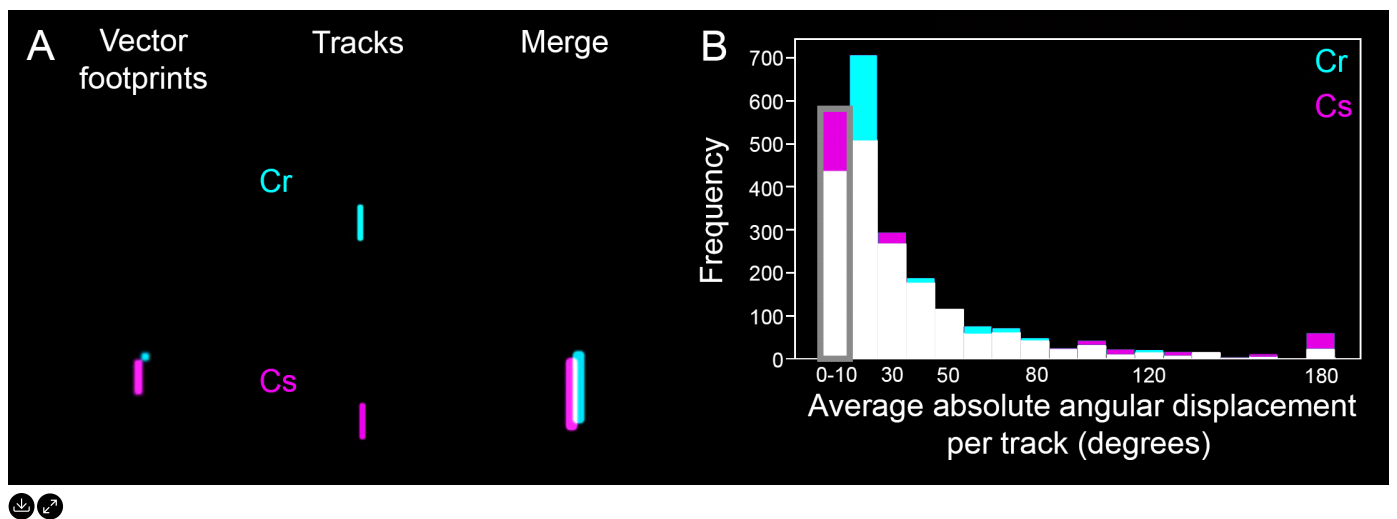 A
Vector
footprints
Tracks
Merge
Cr
Cs
B
Cr
Cs
Frequency
700
600
500
400
300
200
100
0
0-10 30 50 80 120 180
Average absolute angular displacement
per track (degrees)